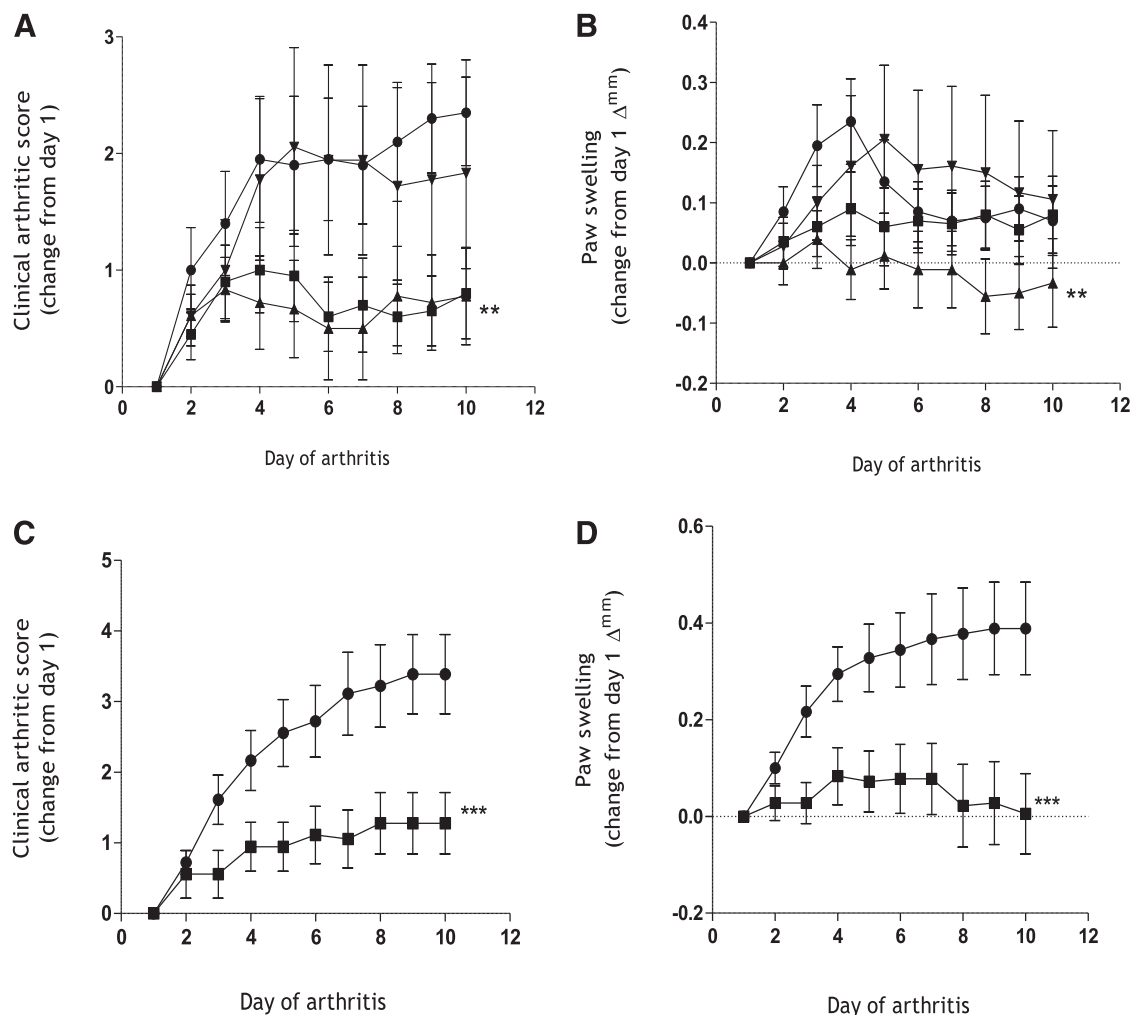 A
Clinical arthritic score
(change from day 1)
3
2
1
0
0 2 4 6 8 10 12
**
Day of arthritis
B
Paw swelling
(change from day 1 Δmm)
0.4
0.3
0.2
0.1
0.0
-0.1
-0.2
0 2 4 6 8 10 12
**
Day of arthritis
C
Clinical arthritic score
(change from day 1)
5
4
3
2
1
0
0 2 4 6 8 10 12
***
Day of arthritis
D
Paw swelling
(change from day 1 Δmm)
0.6
0.4
0.2
0.0
-0.2
0 2 4 6 8 10 12
***
Day of arthritis